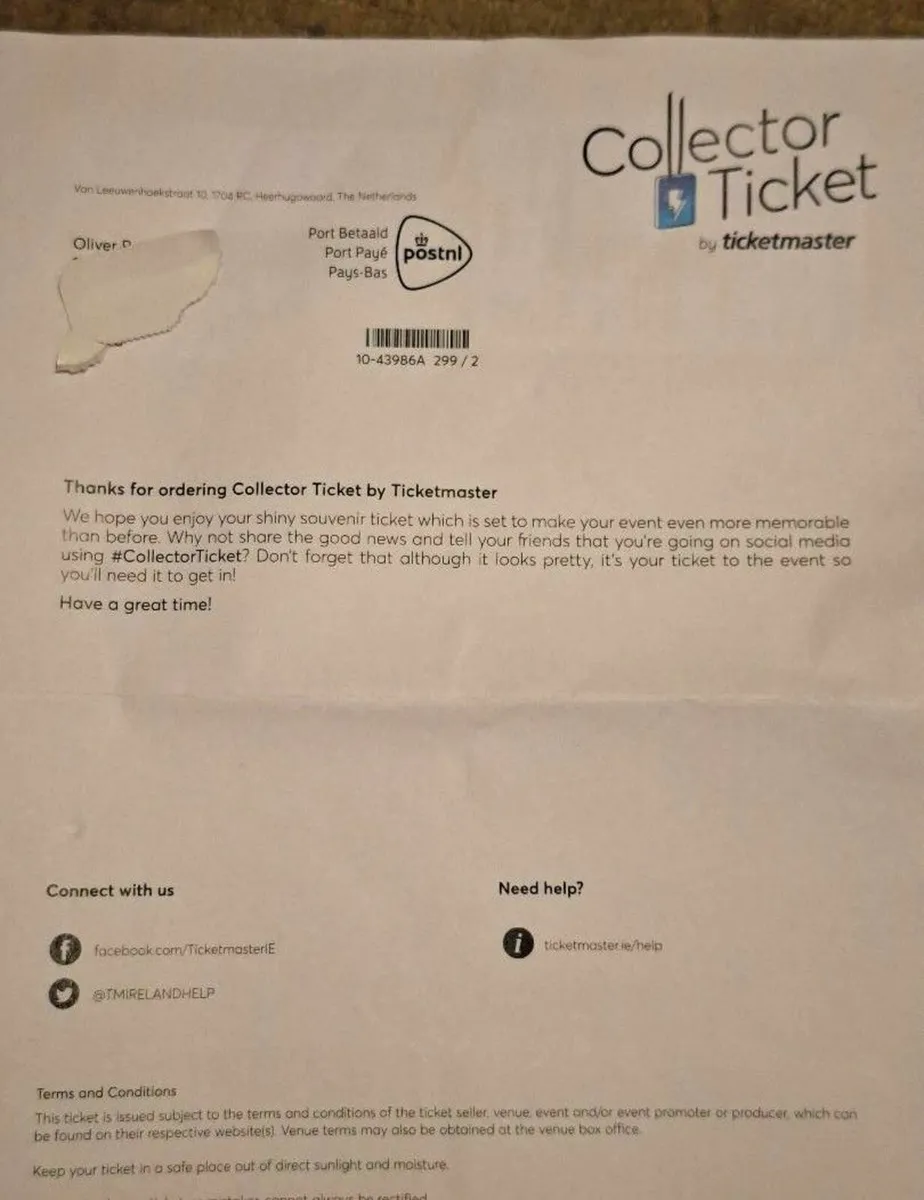 Collector
Ticket
by ticketmaster
Van Leeuwenhoekstraat 10, 1704 RC, Heerhugowaard, The Netherlands
Oliver
Port Betaald
Port Payé
Pays-Bas
postnl
10-43986A 299 / 2
Thanks for ordering Collector Ticket by Ticketmaster
We hope you enjoy your shiny souvenir ticket which is set to make your event even more memorable
than before. Why not share the good news and tell your friends that you're going on social media
using #CollectorTicket? Don't forget that although it looks pretty, it's your ticket to the event so
you'll need it to get in!
Have a great time!
Connect with us
facebook.com/TicketmasterIE
@TMIRELANDHELP
Need help?
ticketmaster.ie/help
Terms and Conditions
This ticket is issued subject to the terms and conditions of the ticket seller, venue, event and/or event promoter or producer, which can
be found on their respective website(s). Venue terms may also be obtained at the venue box office.
Keep your ticket in a safe place out of direct sunlight and moisture.
cannot always be rectified